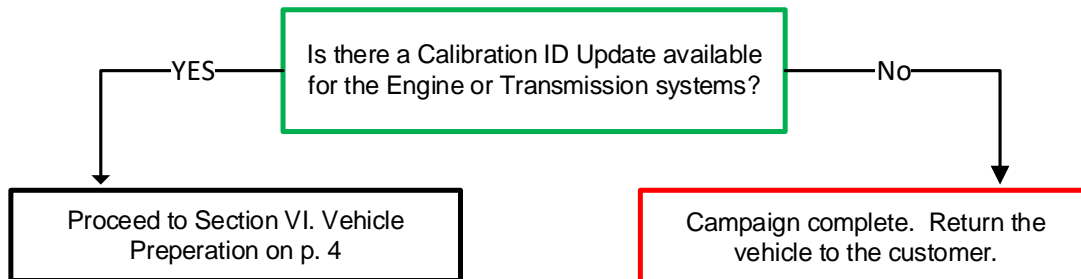 Is there a Calibration ID Update available
for the Engine or Transmission systems?
YES
No
Proceed to Section VI. Vehicle
Preperation on p. 4
Campaign complete.  Return the
vehicle to the customer.